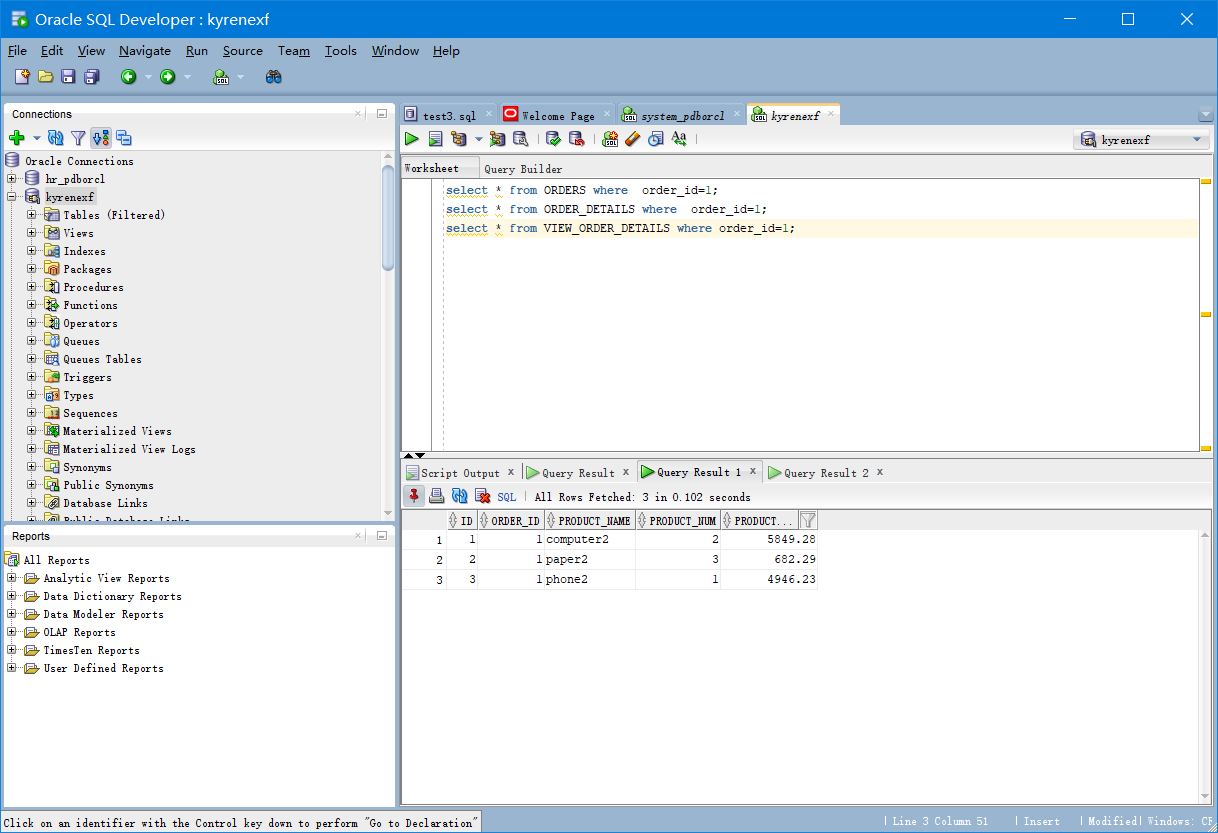 Oracle SQL Developer : kyrenexf
File Edit View Navigate Run Source Team Tools Window Help
Connections
Oracle Connections
hr_pdborcl
kyrenexf
Tables (Filtered)
Views
Indexes
Packages
Procedures
Functions
Operators
Queues
Queues Tables
Triggers
Types
Sequences
Materialized Views
Materialized View Logs
Synonyms
Public Synonyms
Database Links
Public Database Links
Reports
All Reports
Analytic View Reports
Data Dictionary Reports
Data Modeler Reports
OLAP Reports
TimesTen Reports
User Defined Reports
test3.sql Welcome Page system_pdborcl kyrenexf
kyrenexf
Worksheet Query Builder
select * from ORDERS where order_id=1;
select * from ORDER_DETAILS where order_id=1;
select * from VIEW_ORDER_DETAILS where order_id=1;
Script Output Query Result Query Result 1 Query Result 2
SQL All Rows Fetched: 3 in 0.102 seconds
ID ORDER_ID PRODUCT_NAME PRODUCT_NUM PRODUCT...
1 1 1 computer2 2 5849.28
2 2 1 paper2 3 682.29
3 3 1 phone2 1 4946.23
Click on an identifier with the Control key down to perform "Go to Declaration"
Line 3 Column 51 Insert Modified Windows: CF